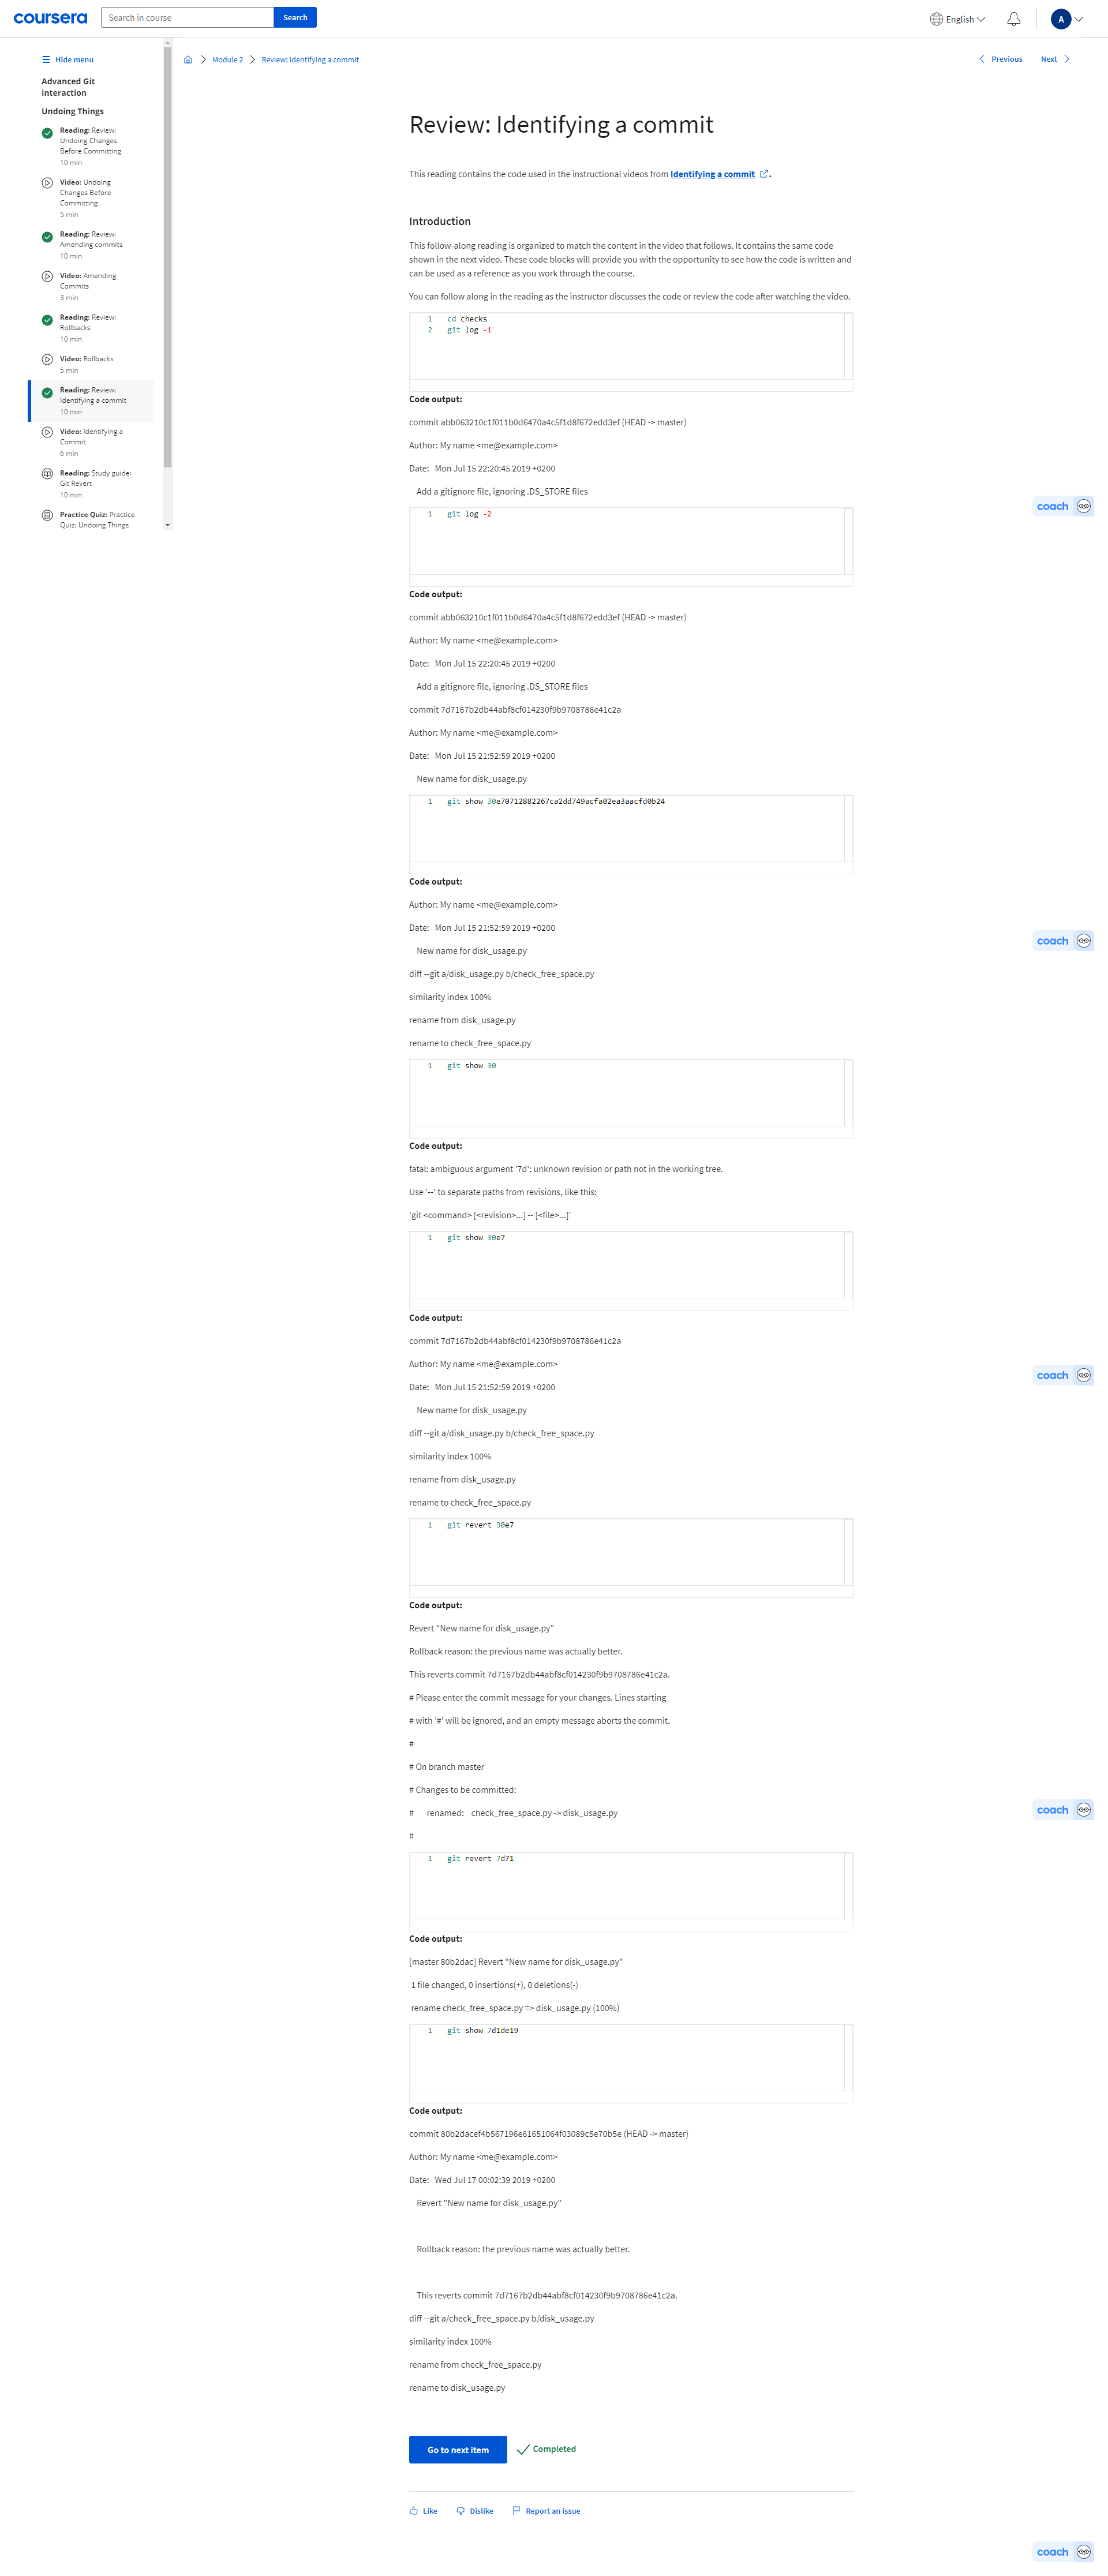 coursera
Search in course
Search
English
A
Hide menu
Advanced Git
interaction
Undoing Things
Reading: Review:
Undoing Changes
Before Committing
10 min
Video: Undoing
Changes Before
Committing
5 min
Reading: Review:
Amending commits
10 min
Video: Amending
Commits
3 min
Reading: Review:
Rollbacks
10 min
Video: Rollbacks
5 min
Reading: Review:
Identifying a commit
10 min
Video: Identifying a
Commit
6 min
Reading: Study guide:
Git Revert
10 min
Practice Quiz: Practice
Quiz: Undoing Things
Module 2
Review: Identifying a commit
Previous
Next
Review: Identifying a commit
This reading contains the code used in the instructional videos from Identifying a commit .
Introduction
This follow-along reading is organized to match the content in the video that follows. It contains the same code
shown in the next video. These code blocks will provide you with the opportunity to see how the code is written and
can be used as a reference as you work through the course.
You can follow along in the reading as the instructor discusses the code or review the code after watching the video.
1 cd checks
2 git log -1
Code output:
commit abb063210c1f011b0d6470a4c5f1d8f672edd3ef (HEAD -> master)
Author: My name <me@example.com>
Date: Mon Jul 15 22:20:45 2019 +0200
Add a gitignore file, ignoring .DS_STORE files
coach
1 git log -2
Code output:
commit abb063210c1f011b0d6470a4c5f1d8f672edd3ef (HEAD -> master)
Author: My name <me@example.com>
Date: Mon Jul 15 22:20:45 2019 +0200
Add a gitignore file, ignoring .DS_STORE files
commit 7d7167b2db44abf8cf014230f9b9708786e41c2a
Author: My name <me@example.com>
Date: Mon Jul 15 21:52:59 2019 +0200
New name for disk_usage.py
1 git show 30e70712882267ca2dd749acfa02ea3aacfd0b24
Code output:
Author: My name <me@example.com>
Date: Mon Jul 15 21:52:59 2019 +0200
coach
New name for disk_usage.py
diff --git a/disk_usage.py b/check_free_space.py
similarity index 100%
rename from disk_usage.py
rename to check_free_space.py
1 git show 30
Code output:
fatal: ambiguous argument '7d': unknown revision or path not in the working tree.
Use '--' to separate paths from revisions, like this:
'git <command> [<revision>...] -- [<file>...]'
1 git show 30e7
Code output:
commit 7d7167b2db44abf8cf014230f9b9708786e41c2a
Author: My name <me@example.com>
coach
Date: Mon Jul 15 21:52:59 2019 +0200
New name for disk_usage.py
diff --git a/disk_usage.py b/check_free_space.py
similarity index 100%
rename from disk_usage.py
rename to check_free_space.py
1 git revert 30e7
Code output:
Revert "New name for disk_usage.py"
Rollback reason: the previous name was actually better.
This reverts commit 7d7167b2db44abf8cf014230f9b9708786e41c2a.
# Please enter the commit message for your changes. Lines starting
# with '#' will be ignored, and an empty message aborts the commit.
#
# On branch master
# Changes to be committed:
# renamed: check_free_space.py -> disk_usage.py
coach
#
1 git revert 7d71
Code output:
[master 80b2dac] Revert "New name for disk_usage.py"
1 file changed, 0 insertions(+), 0 deletions(-)
rename check_free_space.py => disk_usage.py (100%)
1 git show 7d1de19
Code output:
commit 80b2dacef4b567196e61651064f03089c5e70b5e (HEAD -> master)
Author: My name <me@example.com>
Date: Wed Jul 17 00:02:39 2019 +0200
Revert "New name for disk_usage.py"
Rollback reason: the previous name was actually better.
This reverts commit 7d7167b2db44abf8cf014230f9b9708786e41c2a.
diff --git a/check_free_space.py b/disk_usage.py
similarity index 100%
rename from check_free_space.py
rename to disk_usage.py
Go to next item
Completed
Like
Dislike
Report an issue
coach